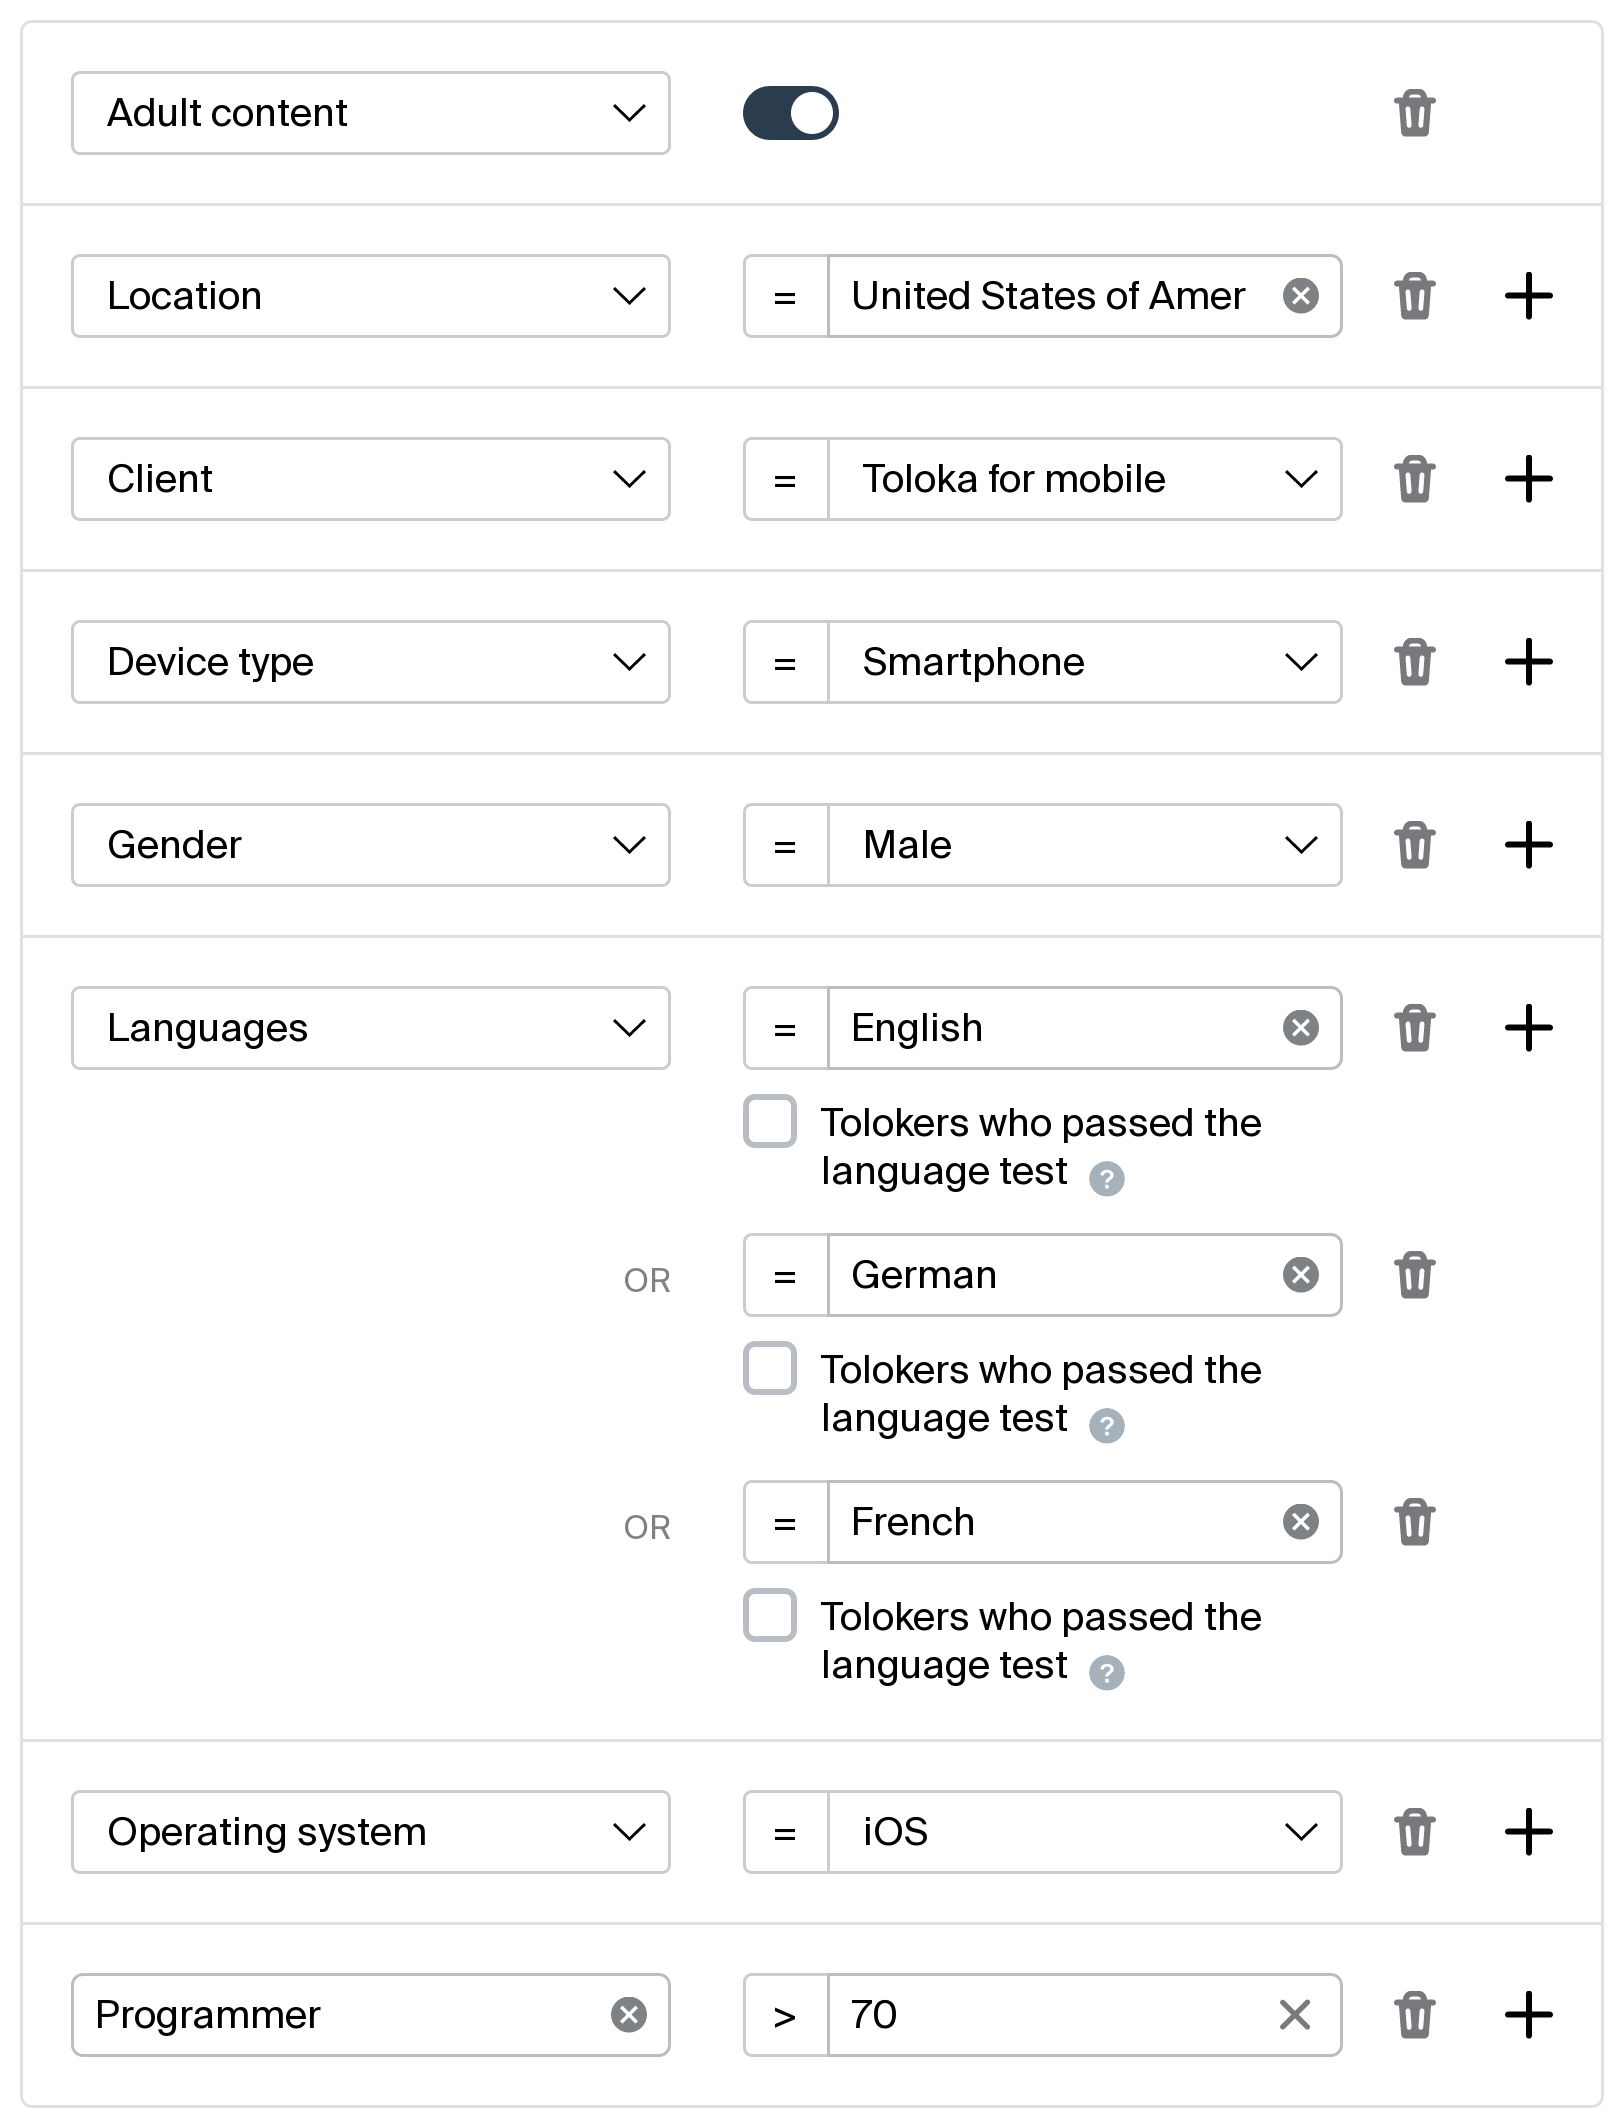 Adult content
Location = United States of Amer
Client = Toloka for mobile
Device type = Smartphone
Gender = Male
Languages = English
Tolokers who passed the
language test ?
OR = German
Tolokers who passed the
language test ?
OR = French
Tolokers who passed the
language test ?
Operating system = iOS
Programmer > 70